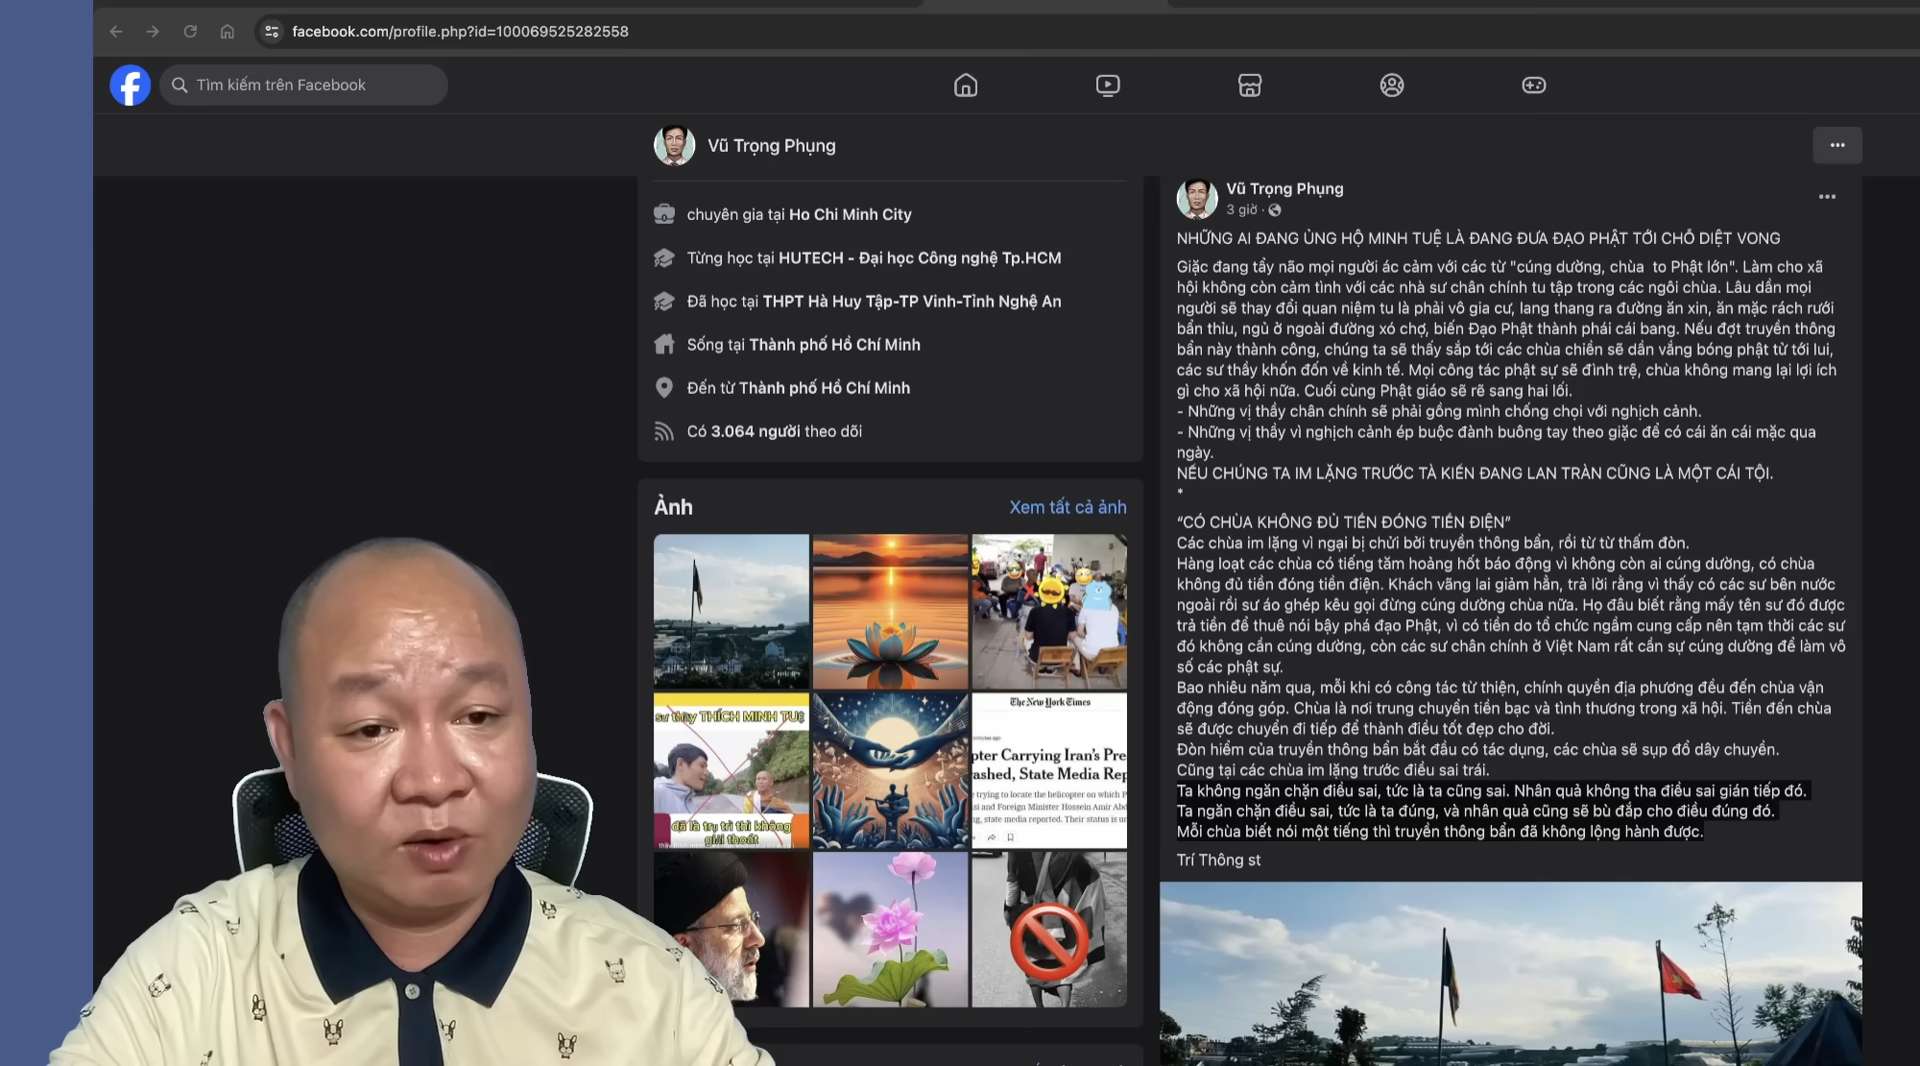 facebook.com/profile.php?id=100069525282558
Tìm kiếm trên Facebook
Vũ Trọng Phụng
chuyên gia tại Ho Chi Minh City
Từng học tại HUTECH - Đại học Công nghệ Tp.HCM
Đã học tại THPT Hà Huy Tập-TP Vinh-Tỉnh Nghệ An
Sống tại Thành phố Hồ Chí Minh
Đến từ Thành phố Hồ Chí Minh
Có 3.064 người theo dõi
Ảnh
Xem tất cả ảnh
sư thầy THÍCH MINH TUỆ
đã là trụ trì thì không
giải thoát
The New York Times
pter Carrying Iran's Pre
ashed, State Media Rep
trying to locate the helicopter on which P
si and Foreign Minister Hossein Amir Abd
g, state media reported. Their status is u
Vũ Trọng Phụng
3 giờ ·
NHỮNG AI ĐANG ỦNG HỘ MINH TUỆ LÀ ĐANG ĐƯA ĐẠO PHẬT TỚI CHỖ DIỆT VONG
Giặc đang tẩy não mọi người ác cảm với các từ "cúng dường, chùa to Phật lớn". Làm cho xã
hội không còn cảm tình với các nhà sư chân chính tu tập trong các ngôi chùa. Lâu dần mọi
người sẽ thay đổi quan niệm tu là phải vô gia cư, lang thang ra đường ăn xin, ăn mặc rách rưới
bẩn thỉu, ngủ ở ngoài đường xó chợ, biến Đạo Phật thành phái cái bang. Nếu đợt truyền thông
bẩn này thành công, chúng ta sẽ thấy sắp tới các chùa chiền sẽ dần vắng bóng phật tử tới lui,
các sư thầy khốn đốn về kinh tế. Mọi công tác phật sự sẽ đình trệ, chùa không mang lại lợi ích
gì cho xã hội nữa. Cuối cùng Phật giáo sẽ rẽ sang hai lối.
- Những vị thầy chân chính sẽ phải gồng mình chống chọi với nghịch cảnh.
- Những vị thầy vì nghịch cảnh ép buộc đành buông tay theo giặc để có cái ăn cái mặc qua
ngày.
NẾU CHÚNG TA IM LẶNG TRƯỚC TÀ KIẾN ĐANG LAN TRÀN CŨNG LÀ MỘT CÁI TỘI.
*
“CÓ CHÙA KHÔNG ĐỦ TIỀN ĐÓNG TIỀN ĐIỆN”
Các chùa im lặng vì ngại bị chửi bởi truyền thông bẩn, rồi từ từ thấm đòn.
Hàng loạt các chùa có tiếng tăm hoảng hốt báo động vì không còn ai cúng dường, có chùa
không đủ tiền đóng tiền điện. Khách vãng lai giảm hẳn, trả lời rằng vì thấy có các sư bên nước
ngoài rồi sư áo ghép kêu gọi đừng cúng dường chùa nữa. Họ đâu biết rằng mấy tên sư đó được
trả tiền để thuê nói bậy phá đạo Phật, vì có tiền do tổ chức ngầm cung cấp nên tạm thời các sư
đó không cần cúng dường, còn các sư chân chính ở Việt Nam rất cần sự cúng dường để làm vô
số các phật sự.
Bao nhiêu năm qua, mỗi khi có công tác từ thiện, chính quyền địa phương đều đến chùa vận
động đóng góp. Chùa là nơi trung chuyển tiền bạc và tình thương trong xã hội. Tiền đến chùa
sẽ được chuyển đi tiếp để thành điều tốt đẹp cho đời.
Đòn hiểm của truyền thông bẩn bắt đầu có tác dụng, các chùa sẽ sụp đổ dây chuyền.
Cũng tại các chùa im lặng trước điều sai trái.
Ta không ngăn chặn điều sai, tức là ta cũng sai. Nhân quả không tha điều sai gián tiếp đó.
Ta ngăn chặn điều sai, tức là ta đúng, và nhân quả cũng sẽ bù đắp cho điều đúng đó.
Mỗi chùa biết nói một tiếng thì truyền thông bẩn đã không lộng hành được.
Trí Thông st